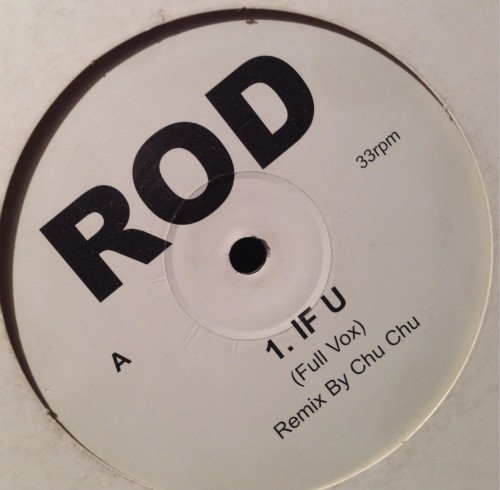 ROD
33rpm
A
1. IF U
(Full Vox)
Remix By Chu Chu